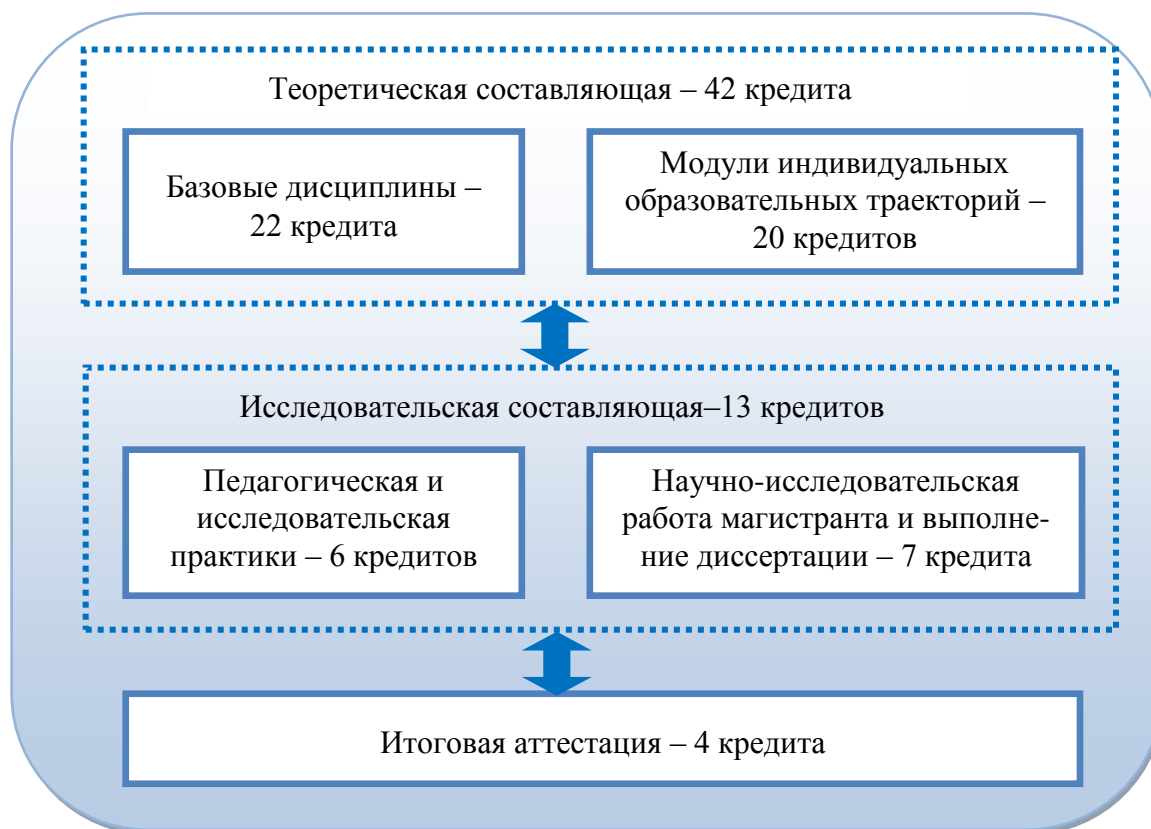 Теоретическая составляющая – 42 кредита
Базовые дисциплины –
22 кредита
Модули индивидуальных
образовательных траекторий –
20 кредитов
Исследовательская составляющая–13 кредитов
Педагогическая и
исследовательская
практики – 6 кредитов
Научно-исследовательская
работа магистранта и выполне-
ние диссертации – 7 кредита
Итоговая аттестация – 4 кредита